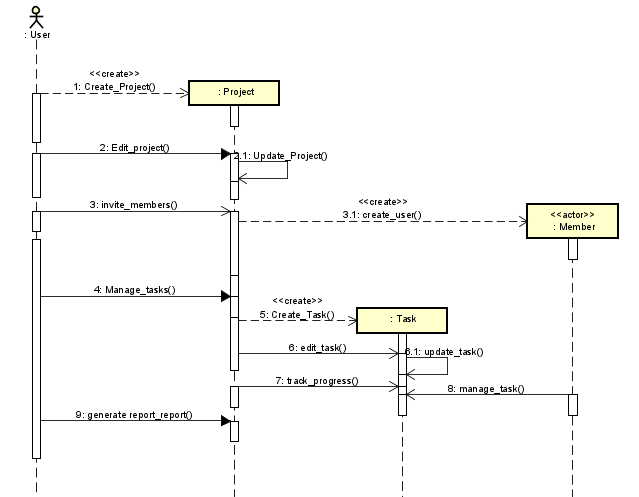 : User
<<create>>
1: Create_Project()
: Project
2: Edit_project()
2.1: Update_Project()
3: invite_members()
<<create>>
3.1: create_user()
<<actor>>
: Member
4: Manage_tasks()
<<create>>
5: Create_Task()
: Task
6: edit_task()
6.1: update_task()
7: track_progress()
8: manage_task()
9: generate report_report()